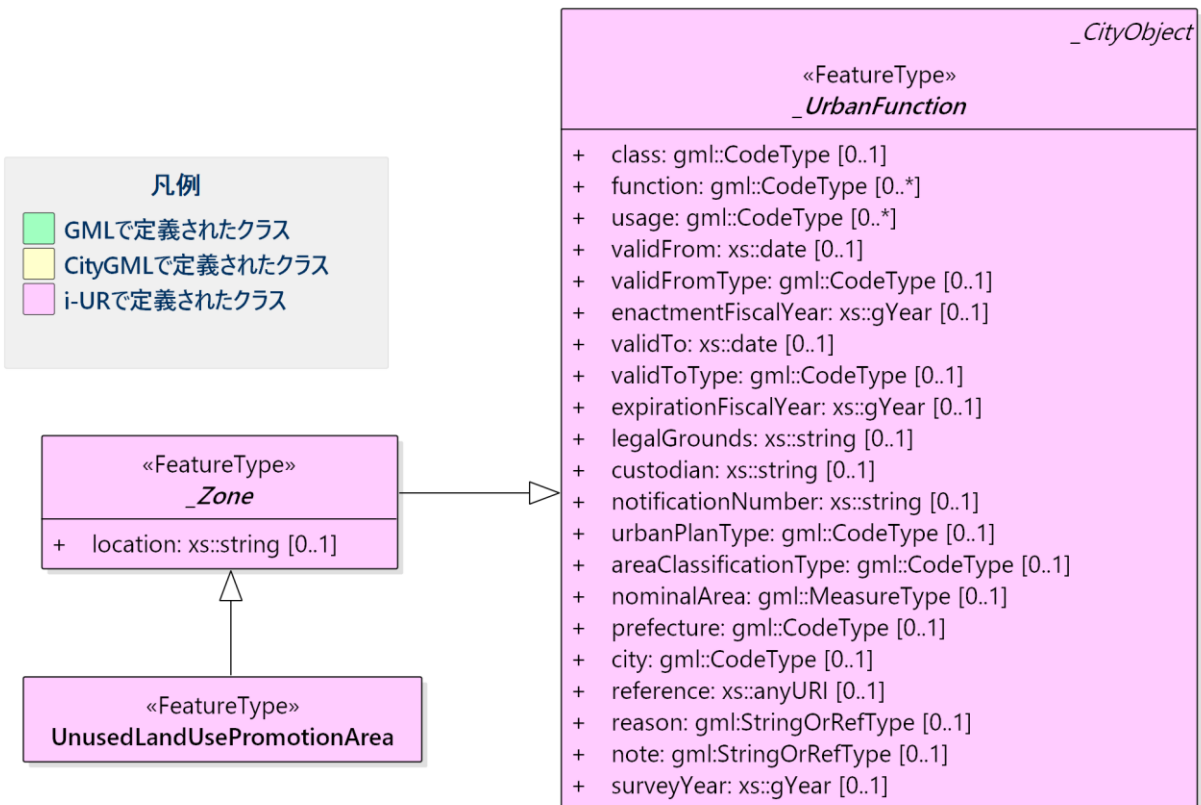 凡例
GMLで定義されたクラス
CityGMLで定義されたクラス
i-URで定義されたクラス
«FeatureType»
_Zone
+ location: xs::string [0..1]
«FeatureType»
UnusedLandUsePromotionArea
_CityObject
«FeatureType»
_UrbanFunction
+ class: gml::CodeType [0..1]
+ function: gml::CodeType [0..*]
+ usage: gml::CodeType [0..*]
+ validFrom: xs::date [0..1]
+ validFromType: gml::CodeType [0..1]
+ enactmentFiscalYear: xs::gYear [0..1]
+ validTo: xs::date [0..1]
+ validToType: gml::CodeType [0..1]
+ expirationFiscalYear: xs::gYear [0..1]
+ legalGrounds: xs::string [0..1]
+ custodian: xs::string [0..1]
+ notificationNumber: xs::string [0..1]
+ urbanPlanType: gml::CodeType [0..1]
+ areaClassificationType: gml::CodeType [0..1]
+ nominalArea: gml::MeasureType [0..1]
+ prefecture: gml::CodeType [0..1]
+ city: gml::CodeType [0..1]
+ reference: xs::anyURI [0..1]
+ reason: gml:StringOrRefType [0..1]
+ note: gml:StringOrRefType [0..1]
+ surveyYear: xs::gYear [0..1]